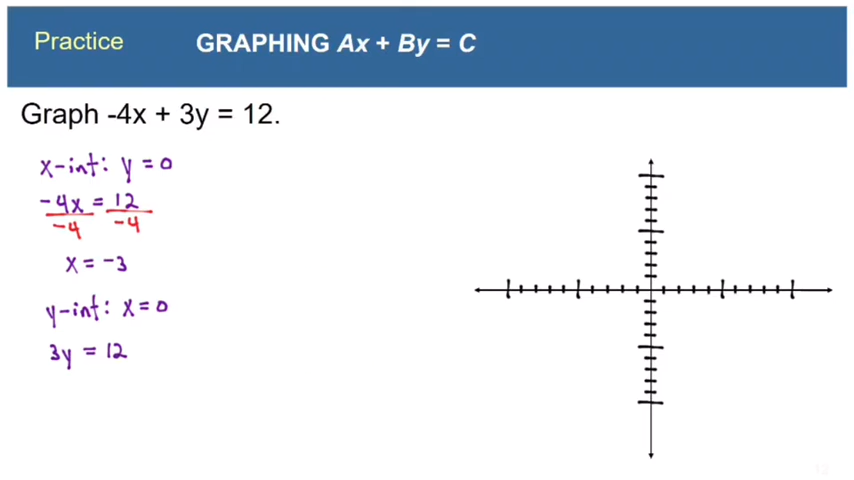 Practice
GRAPHING Ax + By = C
Graph -4x + 3y = 12.
x-int: y = 0
-4x = 12
-4 -4
x = -3
y-int: x = 0
3y = 12